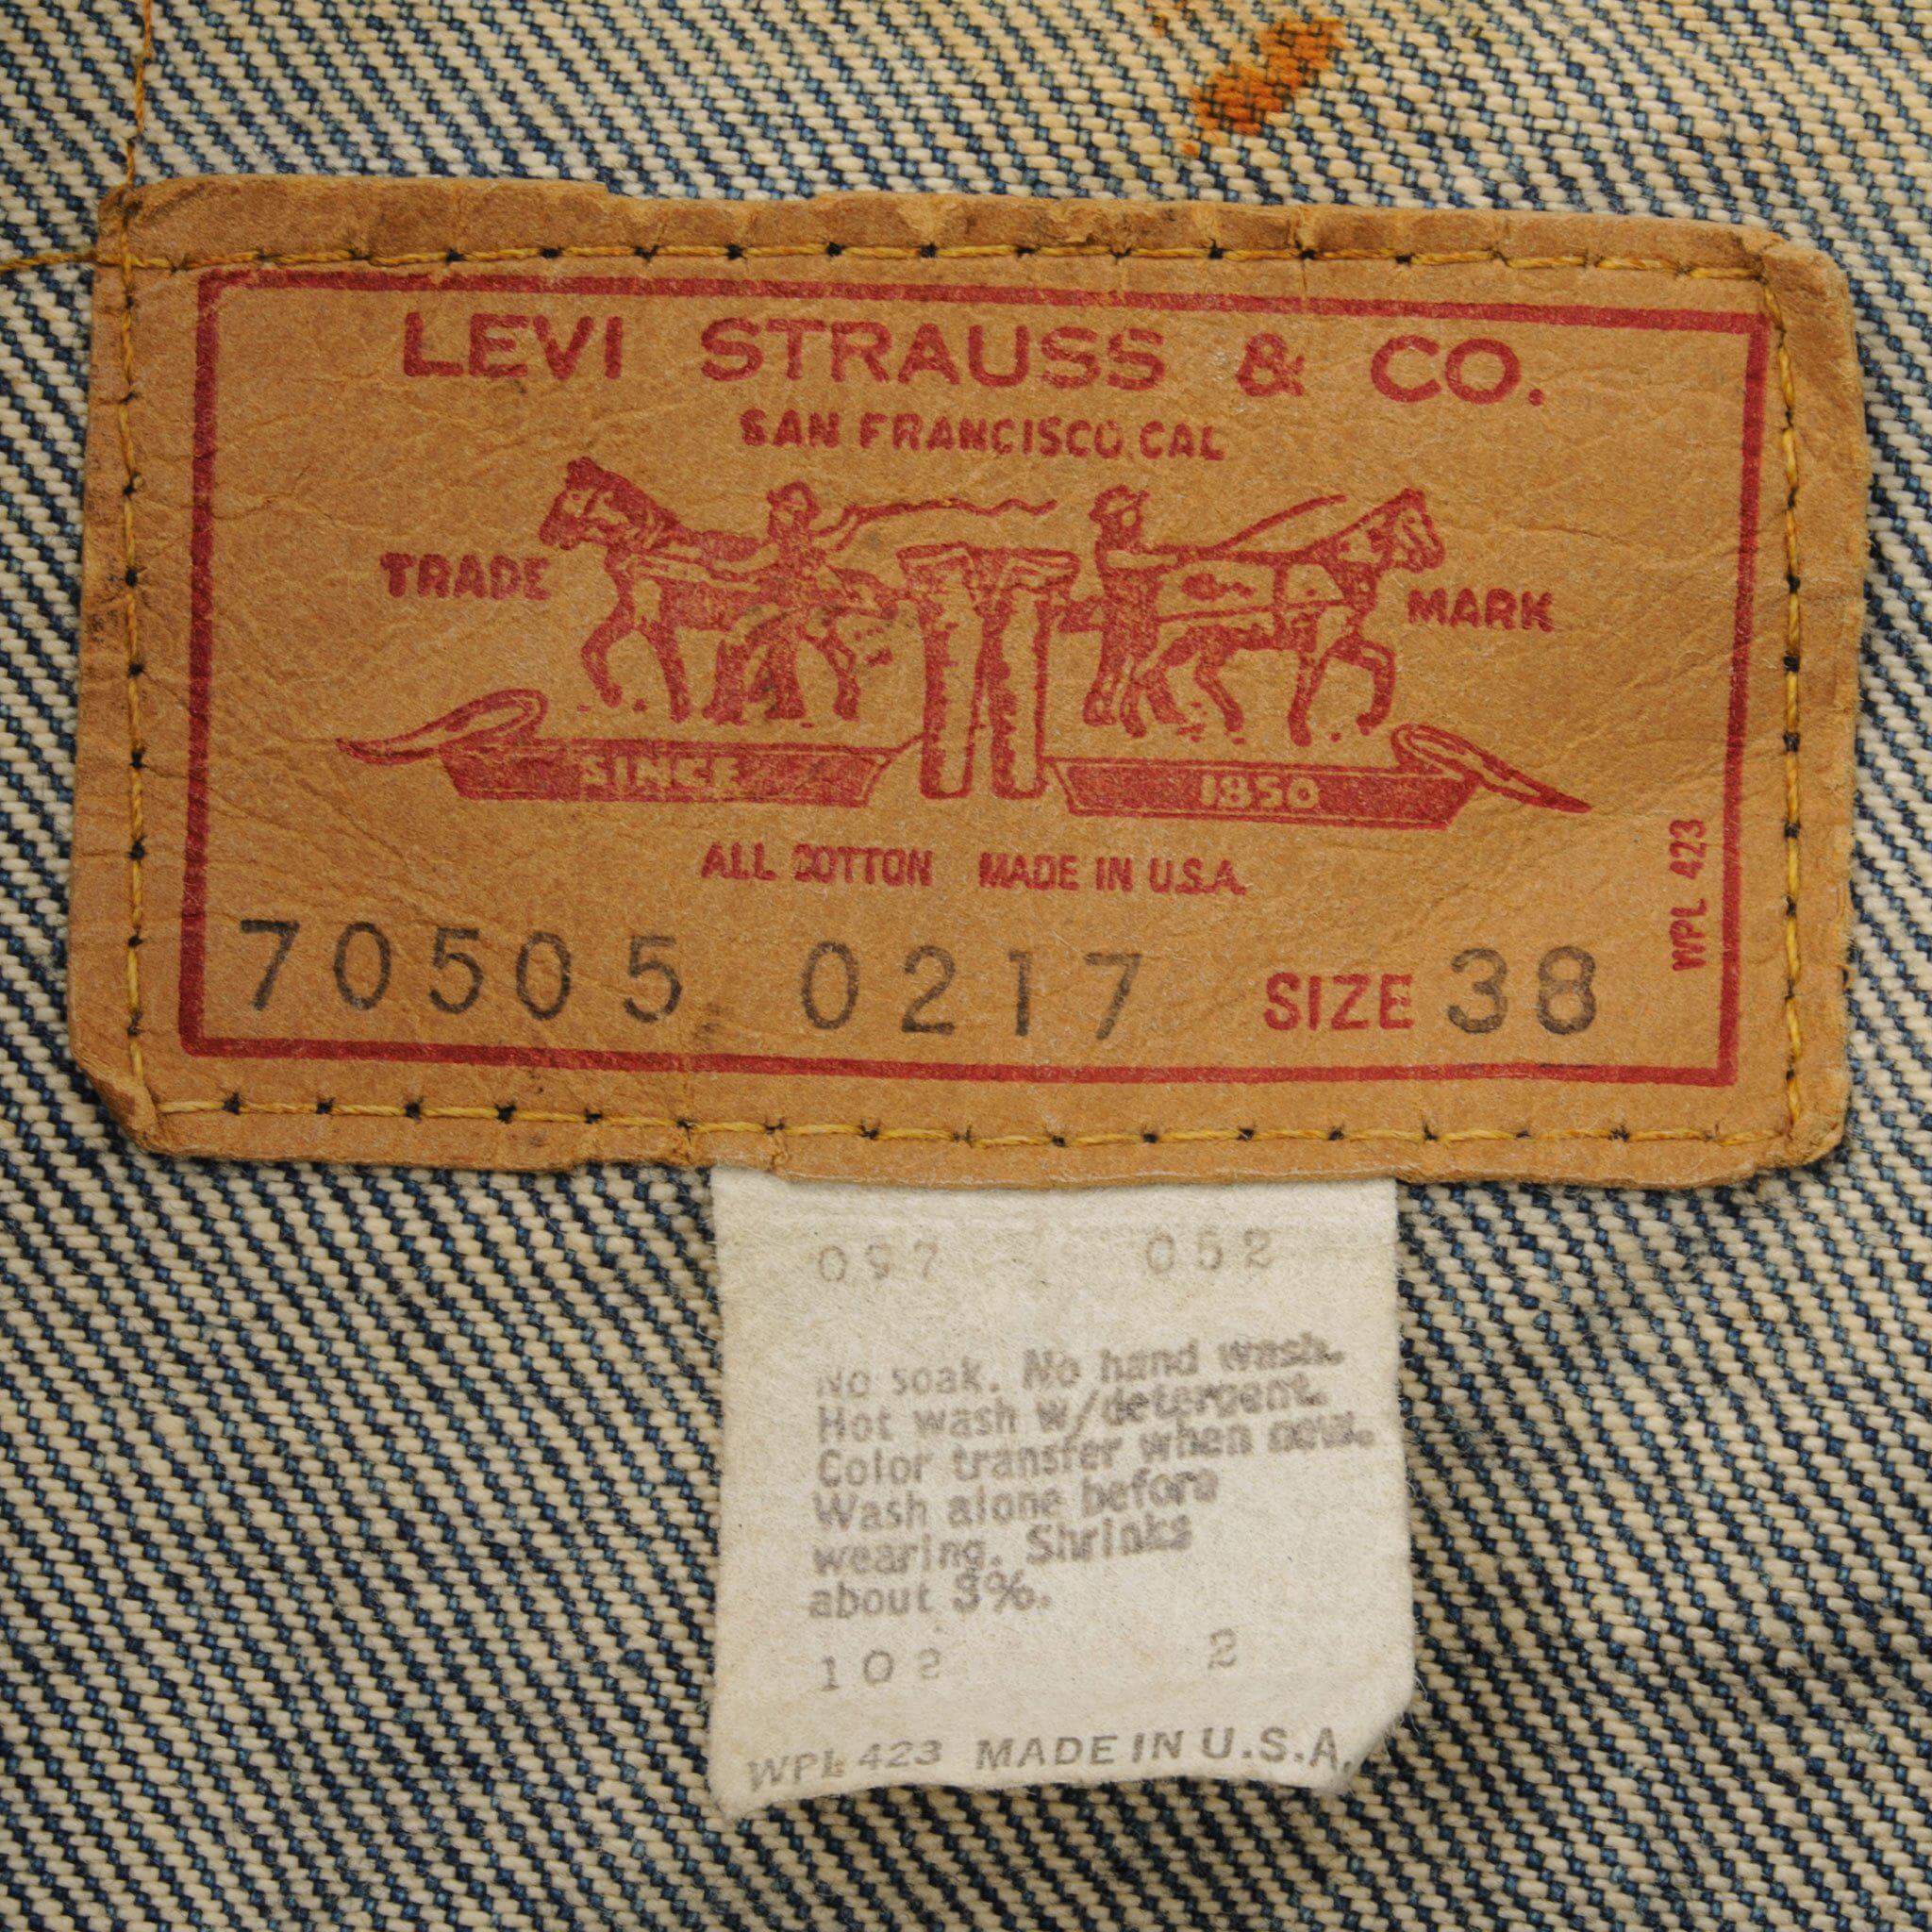 LEVI STRAUSS & CO.
SAN FRANCISCO, CAL
TRADE MARK
SINCE 1850
ALL COTTON MADE IN U.S.A.
WPL 423
70505 0217 SIZE 38
097 052
No soak. No hand wash.
Hot wash w/detergent.
Color transfer when new.
Wash alone before
wearing. Shrinks
about 3%.
102 2
WPL 423 MADE IN U.S.A.